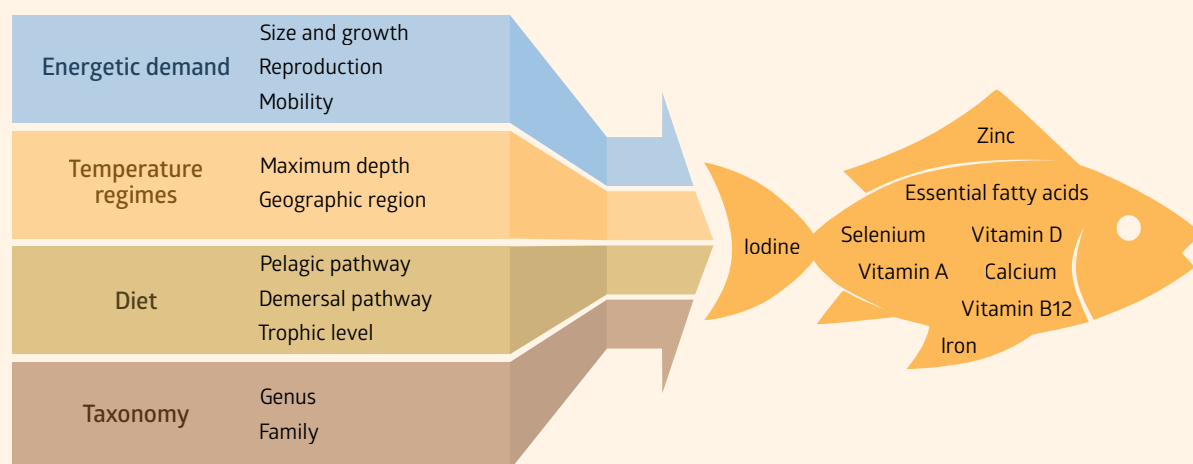 Energetic demand
Size and growth
Reproduction
Mobility
Temperature
regimes
Maximum depth
Geographic region
Diet
Pelagic pathway
Demersal pathway
Trophic level
Taxonomy
Genus
Family
Zinc
Essential fatty acids
Iodine
Selenium
Vitamin D
Vitamin A
Calcium
Vitamin B12
Iron